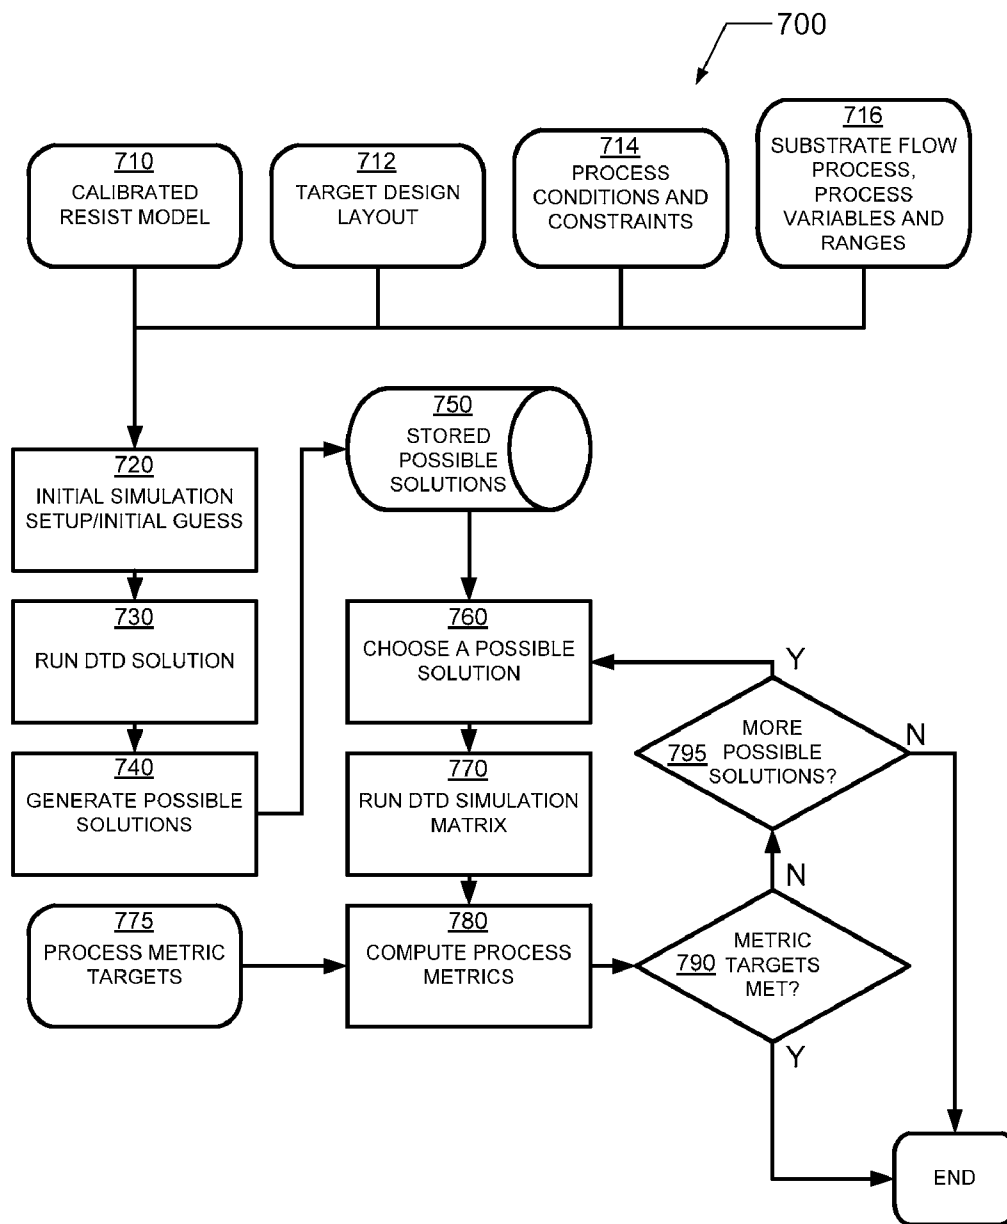 700
710
CALIBRATED
RESIST MODEL
712
TARGET DESIGN
LAYOUT
714
PROCESS
CONDITIONS AND
CONSTRAINTS
716
SUBSTRATE FLOW
PROCESS,
PROCESS
VARIABLES AND
RANGES
720
INITIAL SIMULATION
SETUP/INITIAL GUESS
730
RUN DTD SOLUTION
740
GENERATE POSSIBLE
SOLUTIONS
750
STORED
POSSIBLE
SOLUTIONS
760
CHOOSE A POSSIBLE
SOLUTION
770
RUN DTD SIMULATION
MATRIX
775
PROCESS METRIC
TARGETS
780
COMPUTE PROCESS
METRICS
790
METRIC
TARGETS
MET?
N
Y
795
MORE
POSSIBLE
SOLUTIONS?
Y
N
END